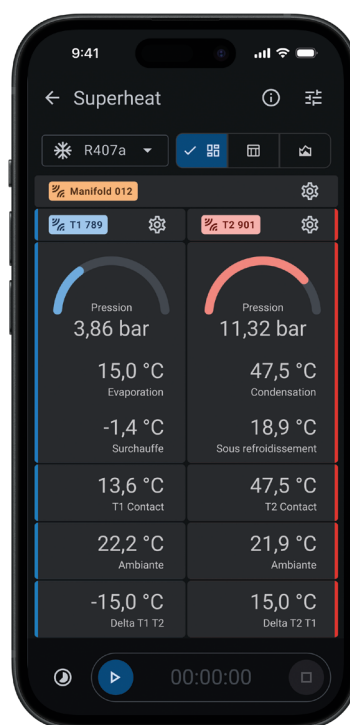 9:41
Superheat
R407a
Manifold 012
T1 789
T2 901
Pression
3,86 bar
Pression
11,32 bar
15,0 °C
Evaporation
47,5 °C
Condensation
-1,4 °C
Surchauffe
18,9 °C
Sous refroidissement
13,6 °C
T1 Contact
47,5 °C
T2 Contact
22,2 °C
Ambiante
21,9 °C
Ambiante
-15,0 °C
Delta T1 T2
15,0 °C
Delta T2 T1
00:00:00